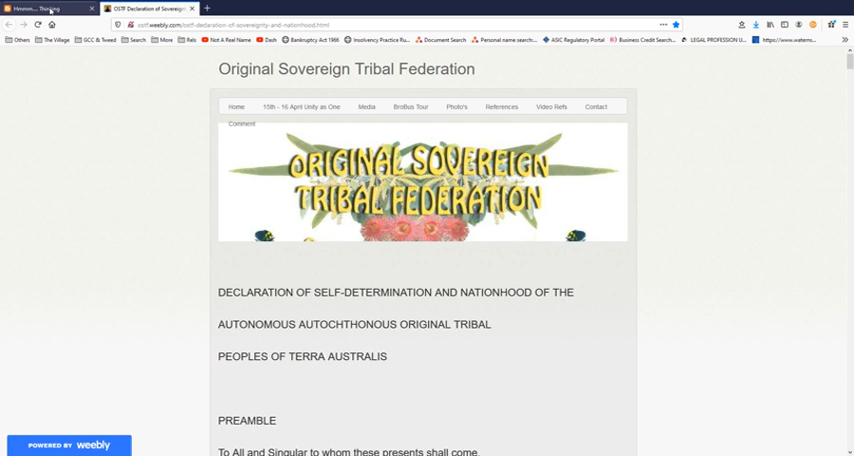 Hmmm.... Thinking
OSTF Declaration of Sovereignty
ostf.weebly.com/ostf-declaration-of-sovereignty-and-nationhood.html
Others The Village GCC & Tweed Search More Rels Not A Real Name Dash Bankruptcy Act 1966 Insolvency Practice Ru... Document Search Personal name search:... ASIC Regulatory Portal Business Credit Search... LEGAL PROFESSION U...
Original Sovereign Tribal Federation
Home 15th - 16 April Unity as One Media BroBus Tour Photo's References Video Refs Contact
Comment
ORIGINAL SOVEREIGN
TRIBAL FEDERATION
DECLARATION OF SELF-DETERMINATION AND NATIONHOOD OF THE
AUTONOMOUS AUTOCHTHONOUS ORIGINAL TRIBAL
PEOPLES OF TERRA AUSTRALIS
PREAMBLE
To All and Singular to whom these presents shall come,
POWERED BY weebly